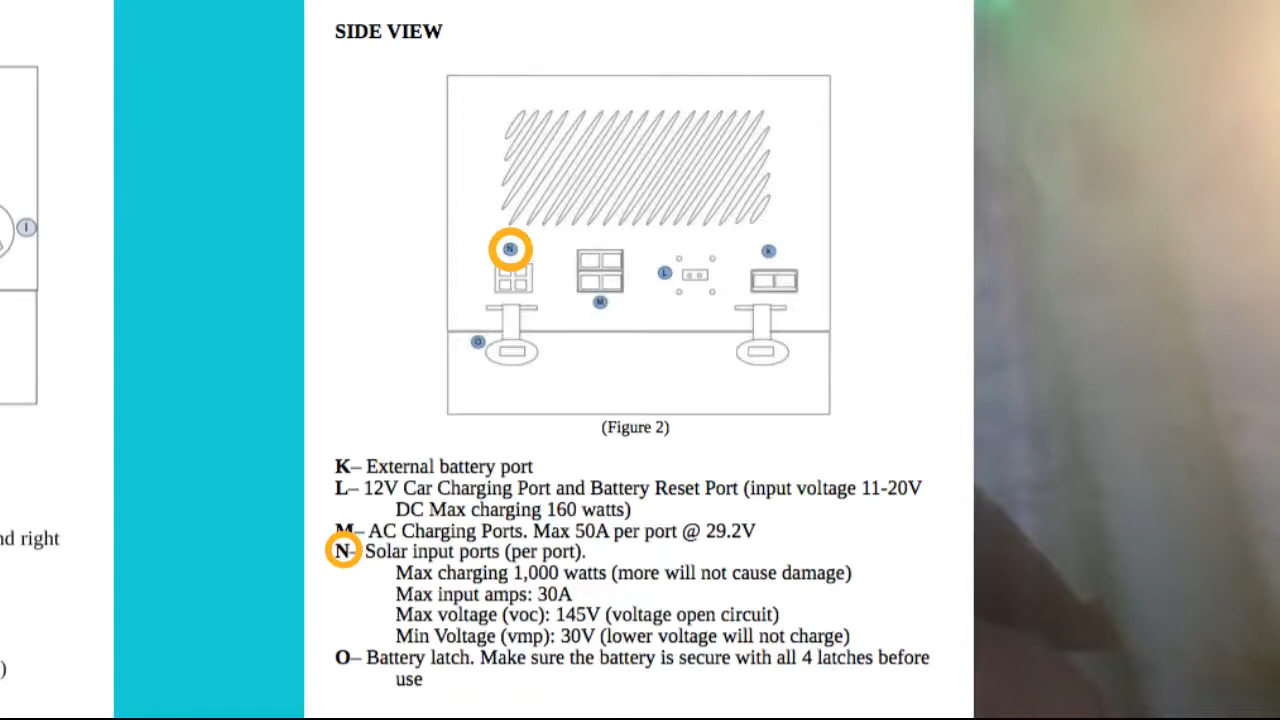 SIDE VIEW
I
N
L
K
M
O
(Figure 2)
K– External battery port
L– 12V Car Charging Port and Battery Reset Port (input voltage 11-20V
DC Max charging 160 watts)
M– AC Charging Ports. Max 50A per port @ 29.2V
N– Solar input ports (per port).
Max charging 1,000 watts (more will not cause damage)
Max input amps: 30A
Max voltage (voc): 145V (voltage open circuit)
Min Voltage (vmp): 30V (lower voltage will not charge)
O– Battery latch. Make sure the battery is secure with all 4 latches before
use
nd right
)